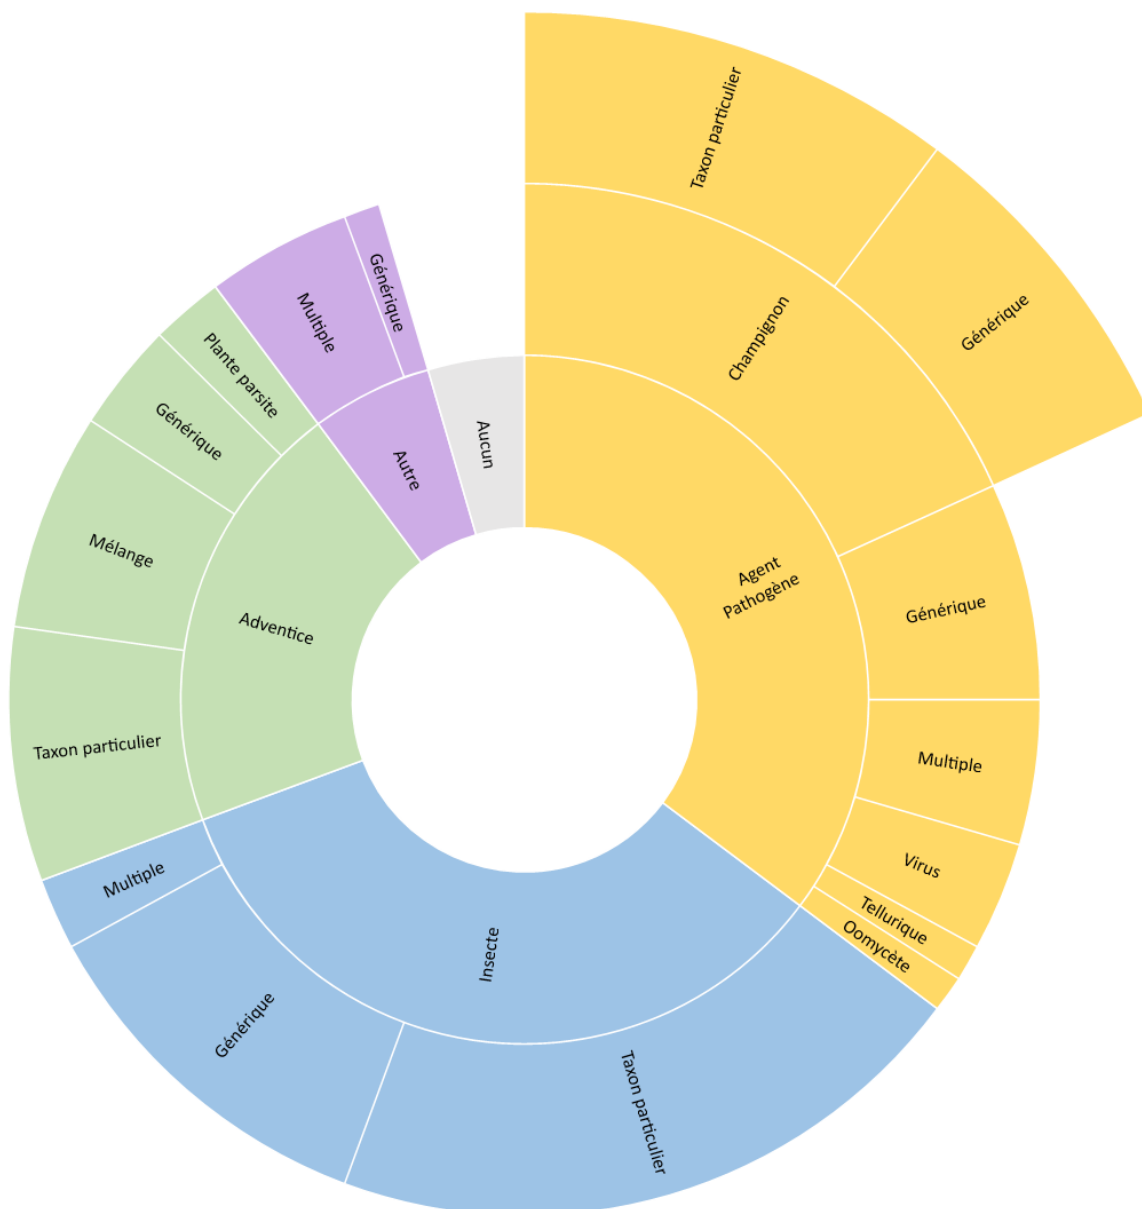 Taxon particulier
Générique
Champignon
Agent
Pathogène
Générique
Multiple
Virus
Tellurique
Oomycète
Insecte
Taxon particulier
Générique
Multiple
Adventice
Taxon particulier
Mélange
Générique
Plante parsite
Autre
Multiple
Générique
Aucun